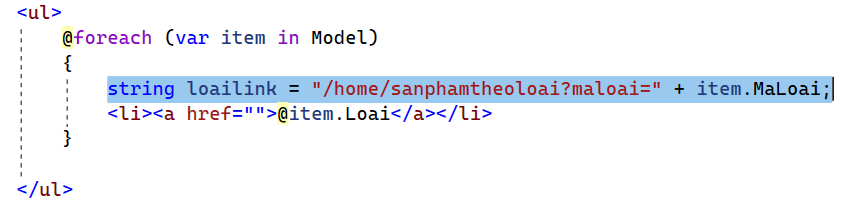 <ul>
@foreach (var item in Model)
{
string loailink = "/home/sanphamtheoloai?maloai=" + item.MaLoai;
<li><a href="">@item.Loai</a></li>
}
</ul>